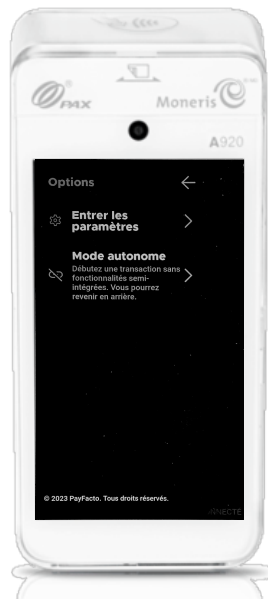 PAX
Moneris
A920
Options
Entrer les
paramètres
Mode autonome
Débutez une transaction sans
fonctionnalités semi-
intégrées. Vous pourrez
revenir en arrière.
© 2023 PayFacto. Tous droits réservés.